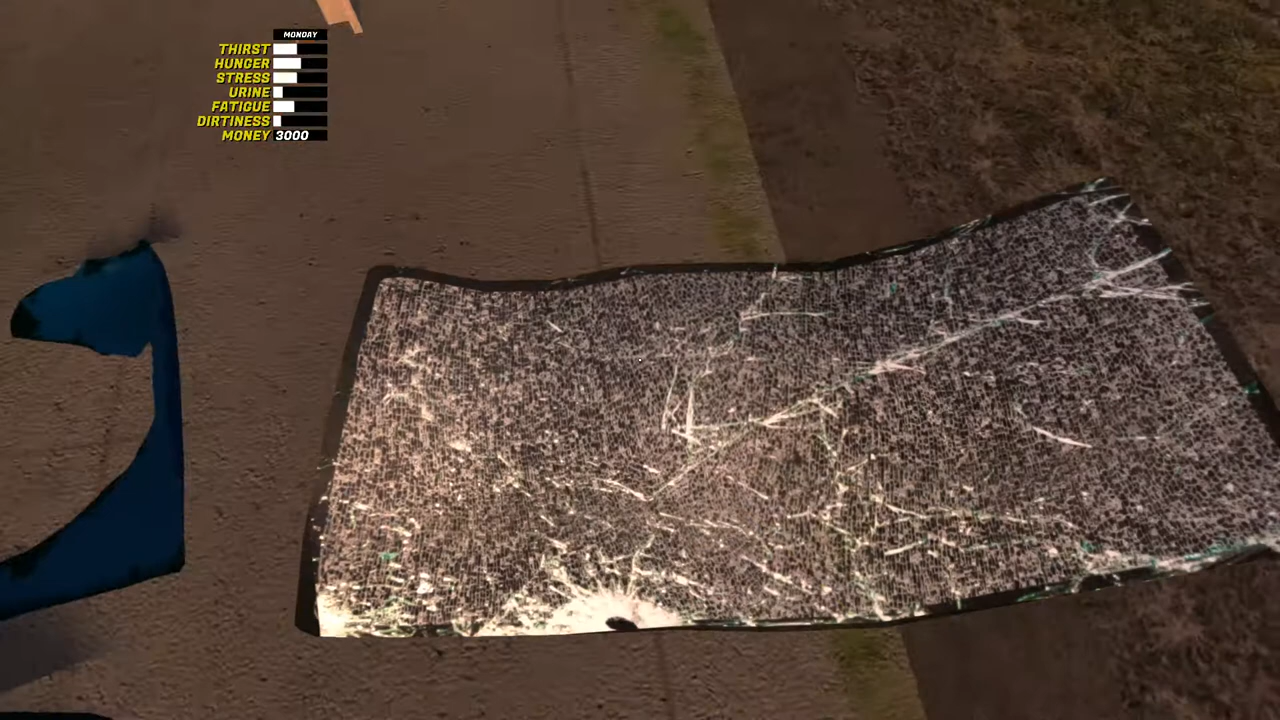 MONDAY
THIRST
HUNGER
STRESS
URINE
FATIGUE
DIRTINESS
MONEY 3000